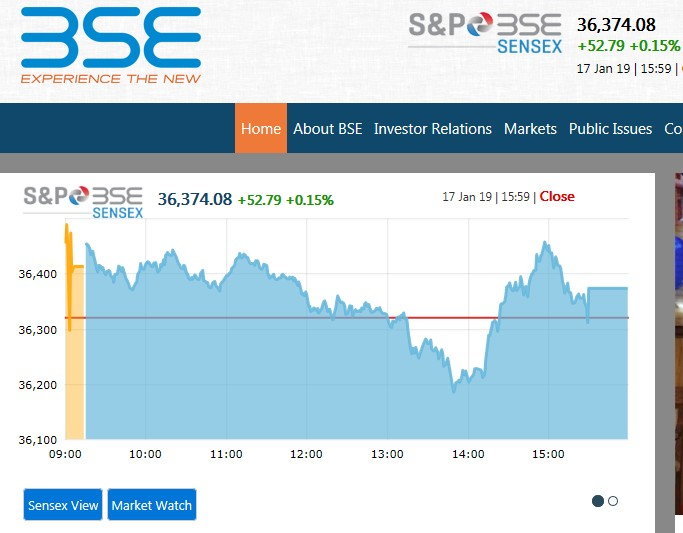 BSE
EXPERIENCE THE NEW
S&P BSE
SENSEX
36,374.08
+52.79 +0.15%
17 Jan 19 | 15:59 |
Home About BSE Investor Relations Markets Public Issues Co
S&P BSE
SENSEX
36,374.08 +52.79 +0.15%
17 Jan 19 | 15:59 | Close
36,400
36,300
36,200
36,100
09:00 10:00 11:00 12:00 13:00 14:00 15:00
Sensex View Market Watch